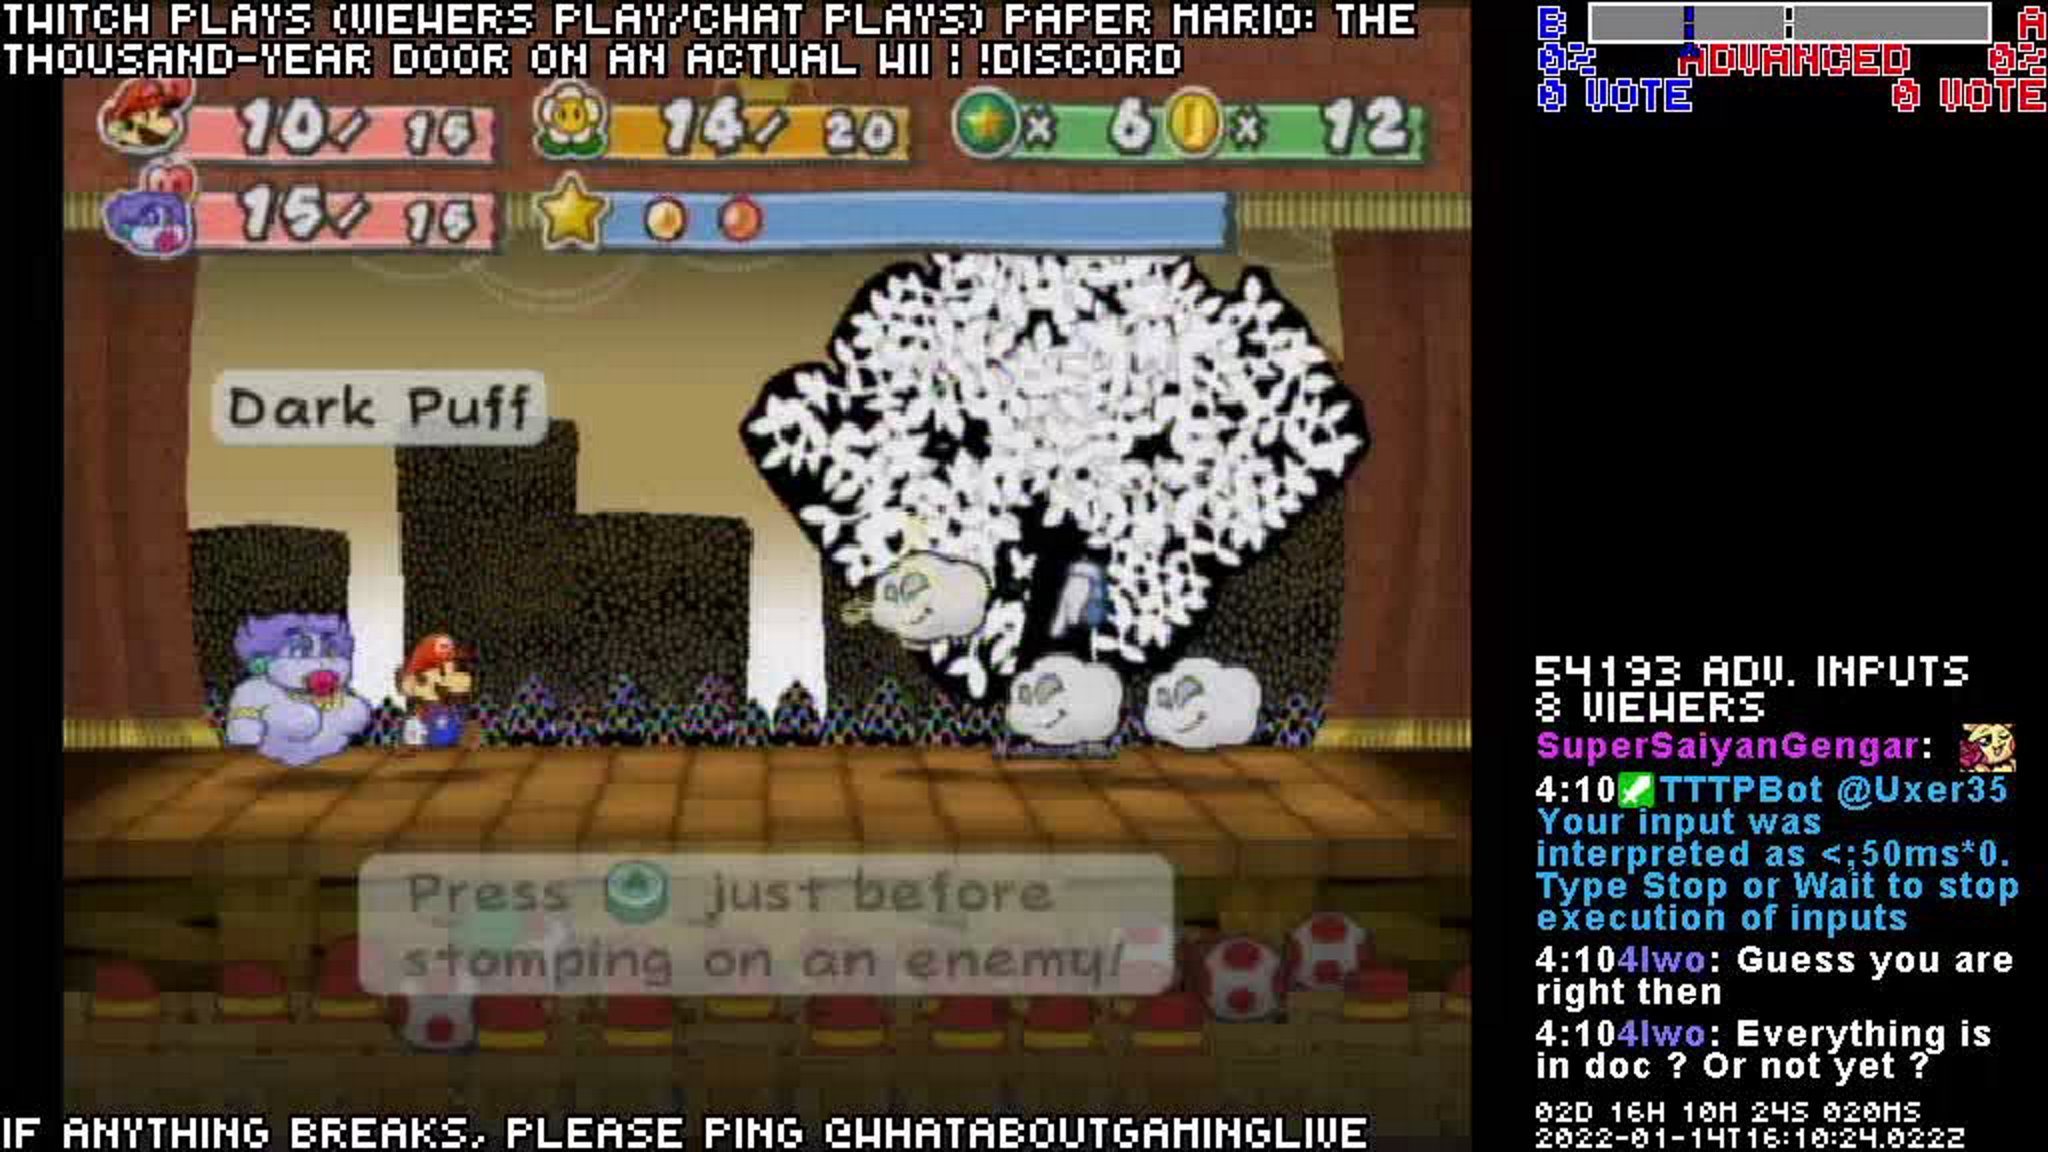 TWITCH PLAYS (VIEWERS PLAY/CHAT PLAYS) PAPER MARIO: THE
THOUSAND-YEAR DOOR ON AN ACTUAL WII ¦ !DISCORD
B A
0% ADVANCED 0%
0 VOTE 0 VOTE
10/ 15 14/ 20 x 6 x 12
15/ 15
Dark Puff
Press A just before
stomping on an enemy!
54193 ADV. INPUTS
8 VIEWERS
SuperSaiyanGengar:
4:10 TTTPBot @Uxer35
Your input was
interpreted as <;50ms*0.
Type Stop or Wait to stop
execution of inputs
4:104lwo: Guess you are
right then
4:104lwo: Everything is
in doc ? Or not yet ?
02D 16H 10M 24S 020MS
2022-01-14T16:10:24.022Z
IF ANYTHING BREAKS, PLEASE PING @WHATABOUTGAMINGLIVE